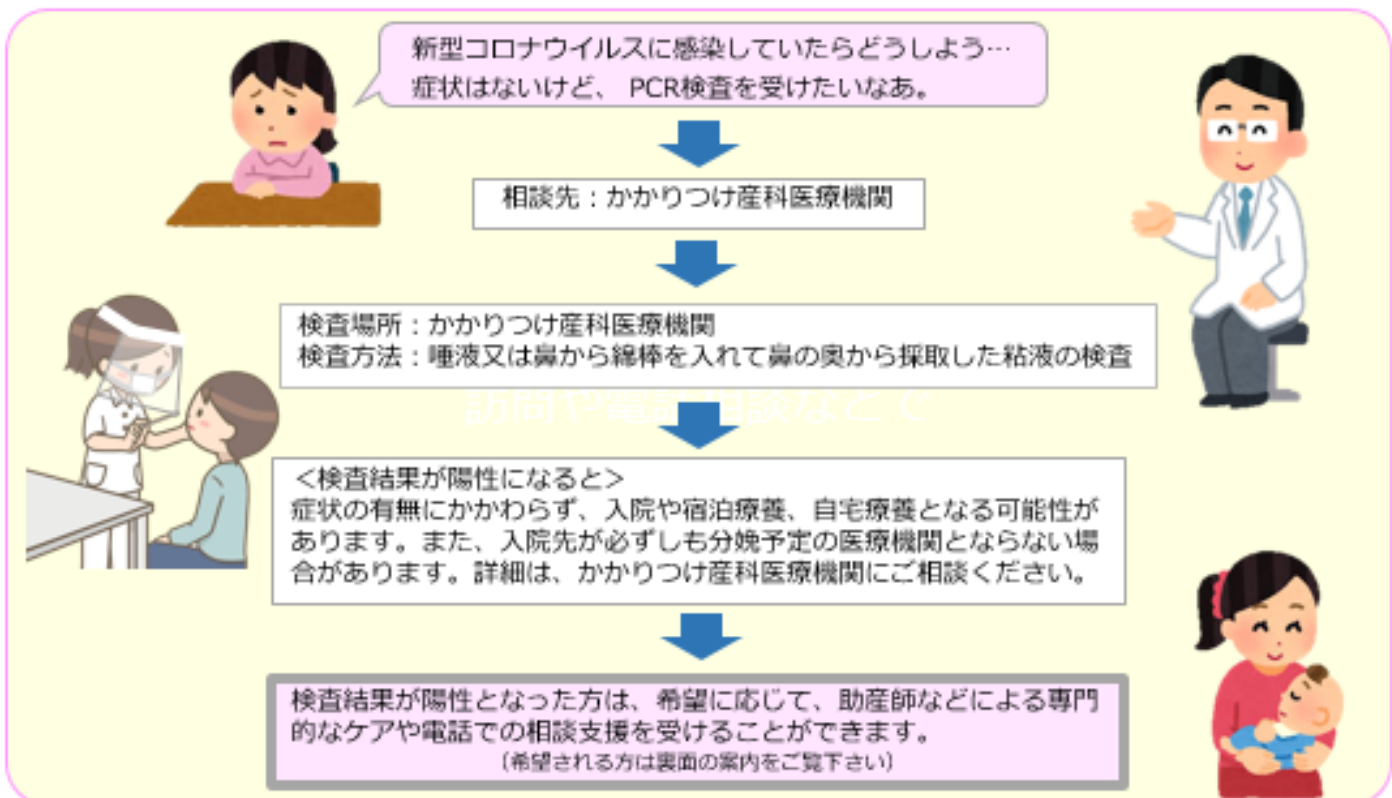 新型コロナウイルスに感染していたらどうしよう…
症状はないけど、 PCR検査を受けたいなあ。
相談先：かかりつけ産科医療機関
検査場所：かかりつけ産科医療機関
検査方法：唾液又は鼻から綿棒を入れて鼻の奥から採取した粘液の検査
訪問や電話相談などで
＜検査結果が陽性になると＞
症状の有無にかかわらず、入院や宿泊療養、自宅療養となる可能性が
あります。また、入院先が必ずしも分娩予定の医療機関とならない場
合があります。詳細は、かかりつけ産科医療機関にご相談ください。
検査結果が陽性となった方は、希望に応じて、助産師などによる専門
的なケアや電話での相談支援を受けることができます。
（希望される方は裏面の案内をご覧下さい）